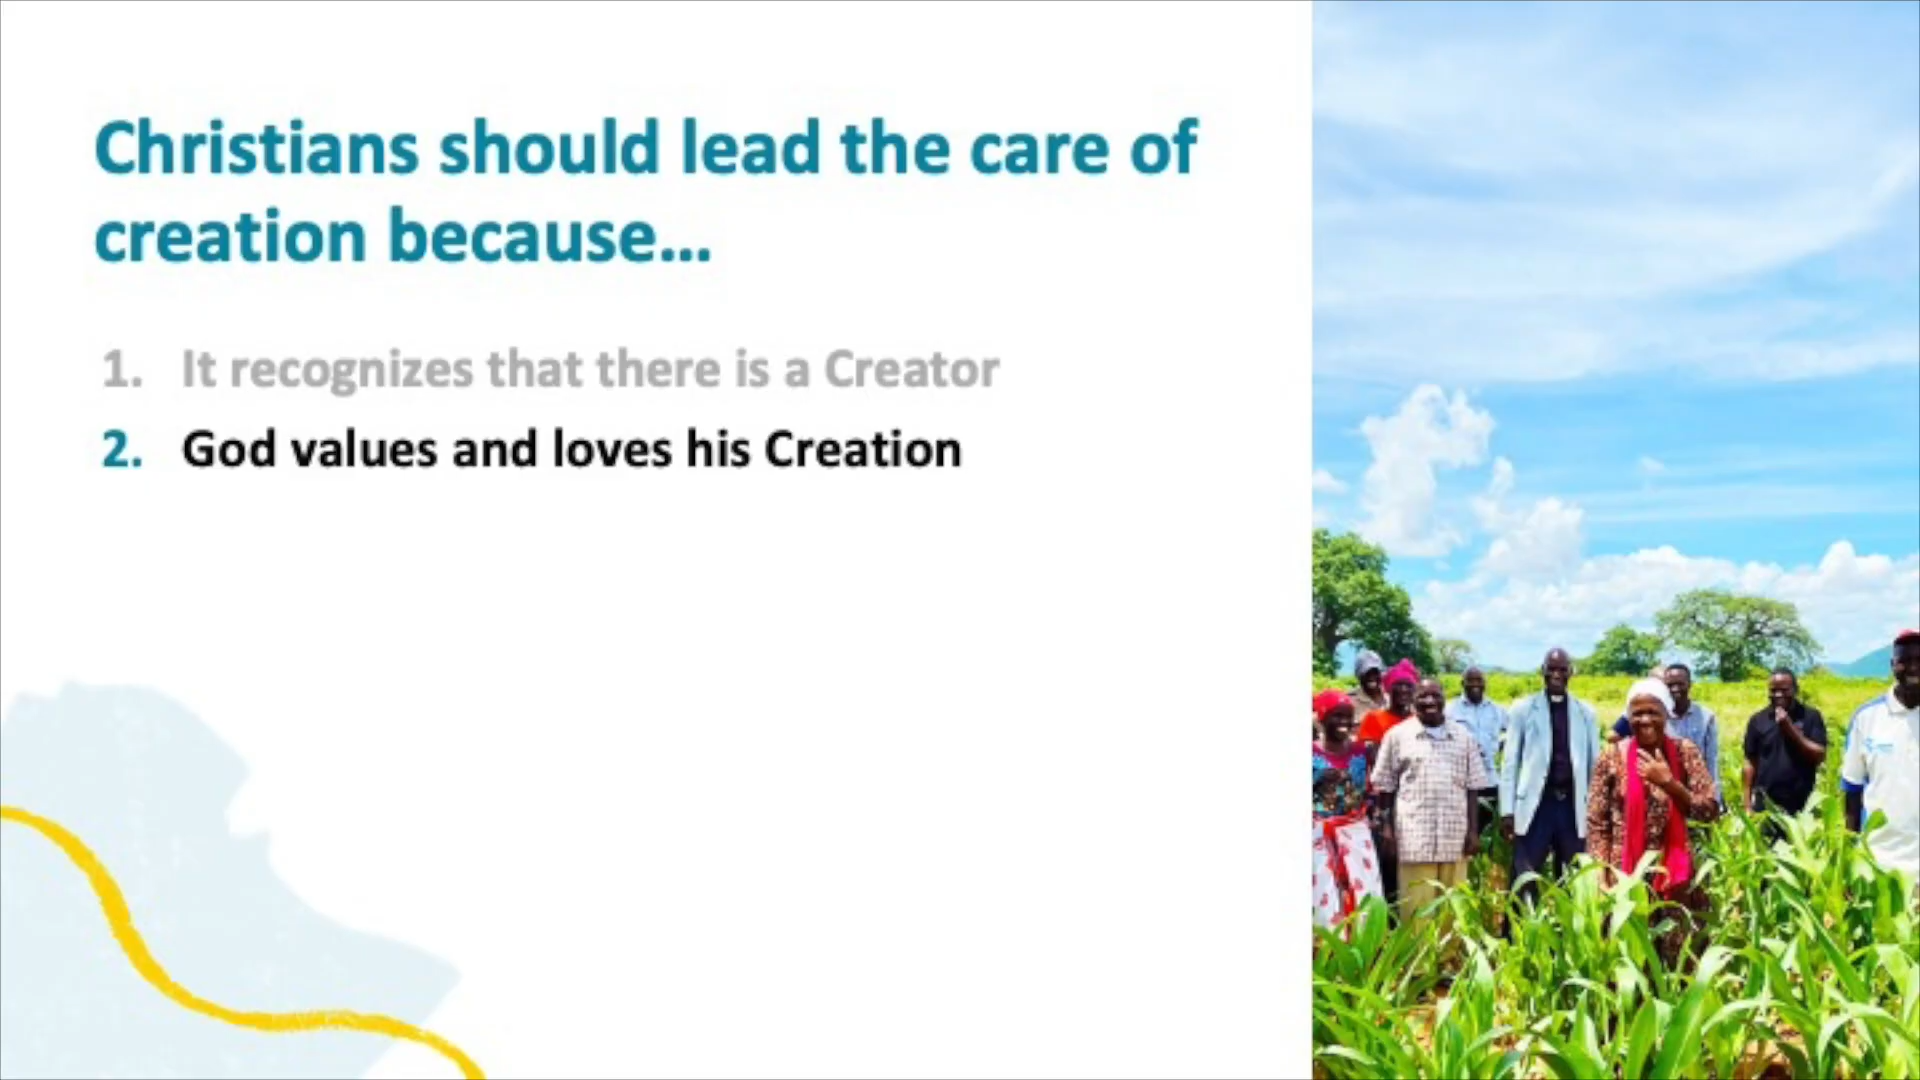 Christians should lead the care of
creation because...
1. It recognizes that there is a Creator
2. God values and loves his Creation